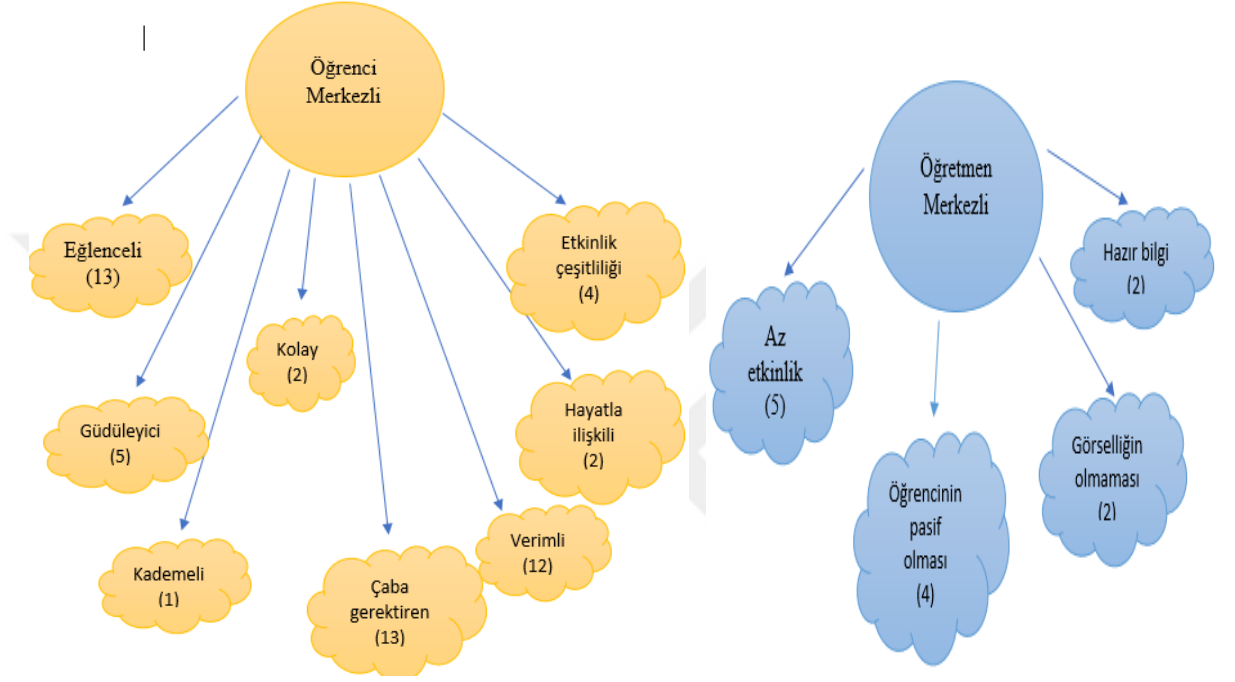 Öğrenci
Merkezli
Eğlenceli
(13)
Güdüleyici
(5)
Kademeli
(1)
Kolay
(2)
Çaba
gerektiren
(13)
Verimli
(12)
Hayatla
ilişkili
(2)
Etkinlik
çeşitliliği
(4)
Öğretmen
Merkezli
Az
etkinlik
(5)
Öğrencinin
pasif
olması
(4)
Görselliğin
olmaması
(2)
Hazır bilgi
(2)